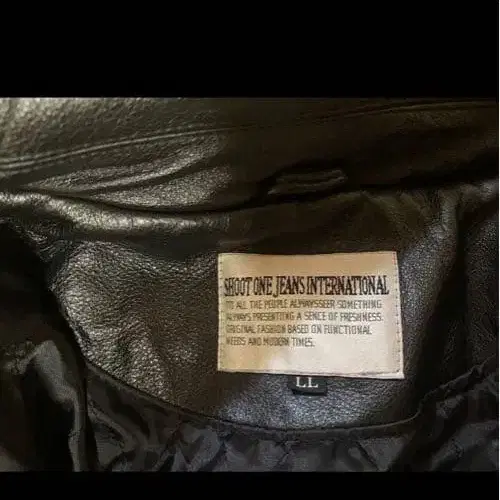 SHOOT ONE JEANS INTERNATIONAL
TO ALL THE PEOPLE ALWAYSSEER SOMETHING
ALWAYS PRESENTING A SENCE OF FRESHNESS.
ORIGINAL FASHION BASED ON FUNCTIONAL
NEEDS AND MODERN TIMES.
LL